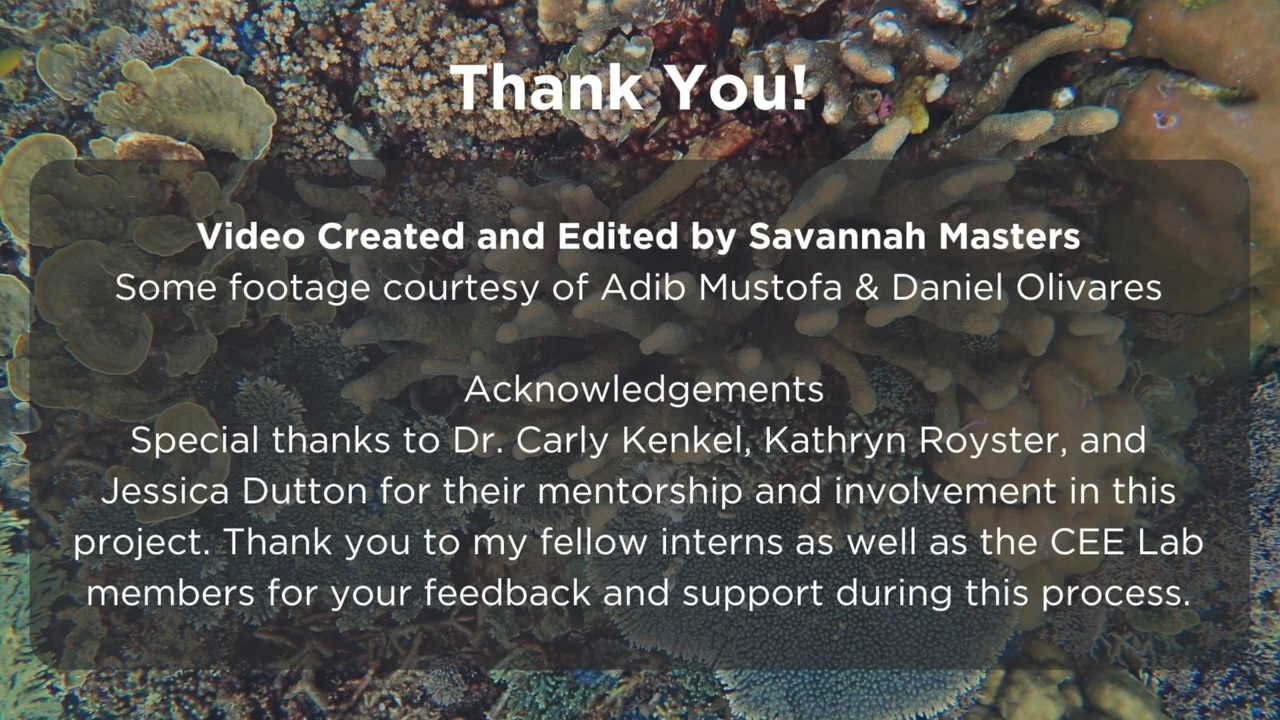 Thank You!
Video Created and Edited by Savannah Masters
Some footage courtesy of Adib Mustofa & Daniel Olivares
Acknowledgements
Special thanks to Dr. Carly Kenkel, Kathryn Royster, and
Jessica Dutton for their mentorship and involvement in this
project. Thank you to my fellow interns as well as the CEE Lab
members for your feedback and support during this process.